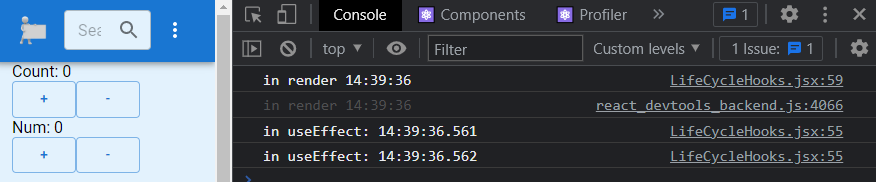 Sea
Count: 0
+ -
Num: 0
+ -
Console Components Profiler » 1
top Filter Custom levels 1 Issue: 1
in render 14:39:36 LifeCycleHooks.jsx:59
in render 14:39:36 react_devtools_backend.js:4066
in useEffect: 14:39:36.561 LifeCycleHooks.jsx:55
in useEffect: 14:39:36.562 LifeCycleHooks.jsx:55